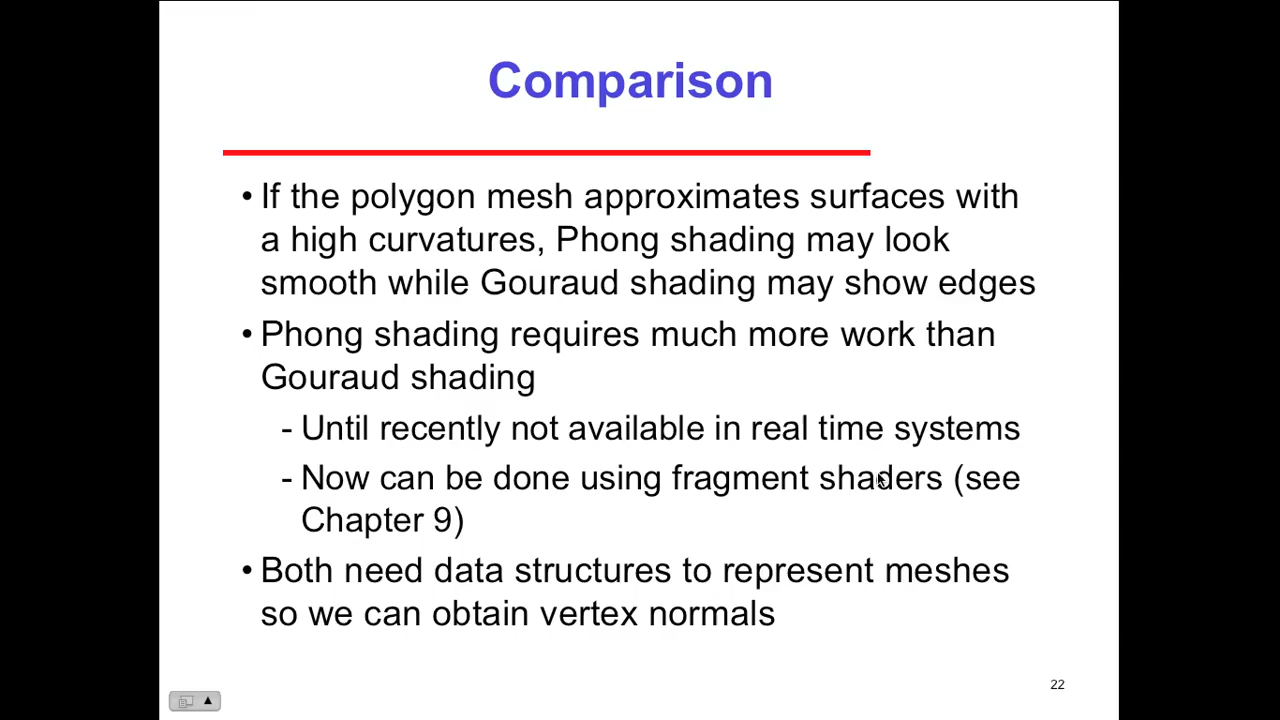 Comparison
• If the polygon mesh approximates surfaces with
a high curvatures, Phong shading may look
smooth while Gouraud shading may show edges
• Phong shading requires much more work than
Gouraud shading
- Until recently not available in real time systems
- Now can be done using fragment shaders (see
Chapter 9)
• Both need data structures to represent meshes
so we can obtain vertex normals
22